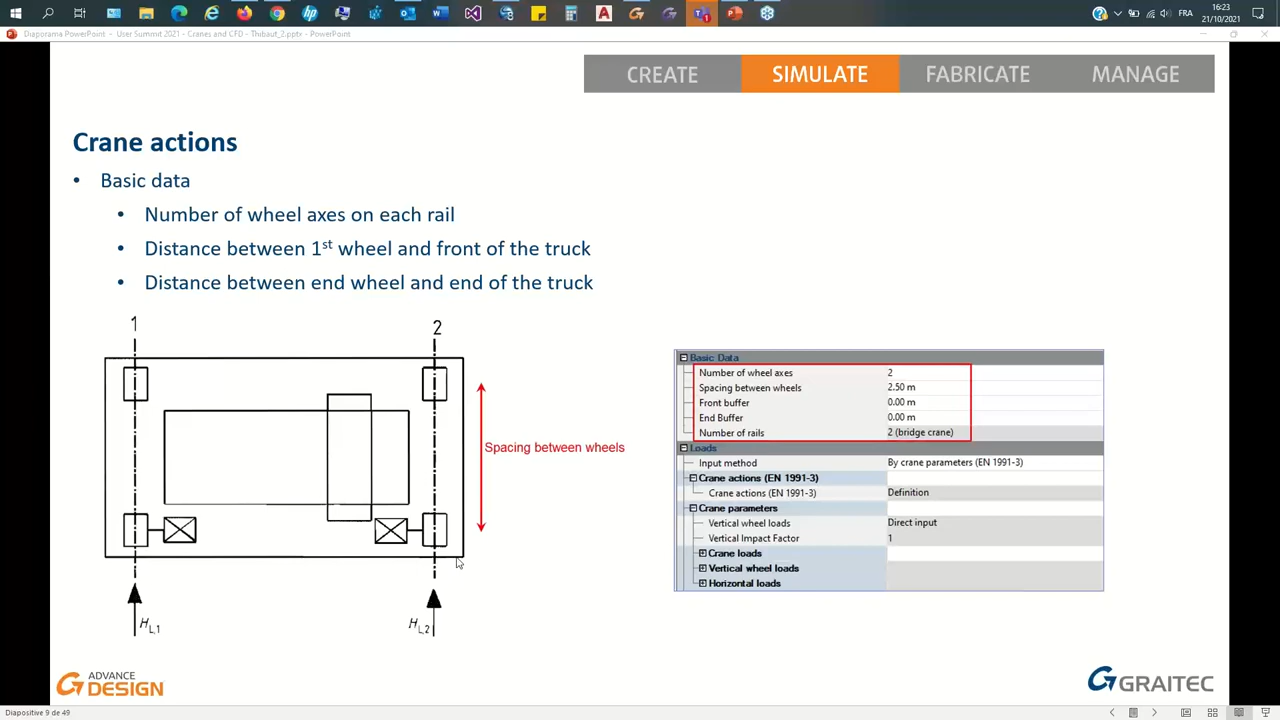 16:23
FRA
21/10/2021
Diaporama PowerPoint - User Summit 2021 - Cranes and CFD - Thibaut_2.pptx - PowerPoint
CREATE SIMULATE FABRICATE MANAGE
Crane actions
• Basic data
• Number of wheel axes on each rail
• Distance between 1st wheel and front of the truck
• Distance between end wheel and end of the truck
1 2
Spacing between wheels
HL,1 HL,2
Basic Data
Number of wheel axes 2
Spacing between wheels 2.50 m
Front buffer 0.00 m
End Buffer 0.00 m
Number of rails 2 (bridge crane)
Loads
Input method By crane parameters (EN 1991-3)
Crane actions (EN 1991-3)
Crane actions (EN 1991-3) Definition
Crane parameters
Vertical wheel loads Direct input
Vertical Impact Factor 1
Crane loads
Vertical wheel loads
Horizontal loads
ADVANCE
DESIGN
GRAITEC
Diapositive 9 de 49